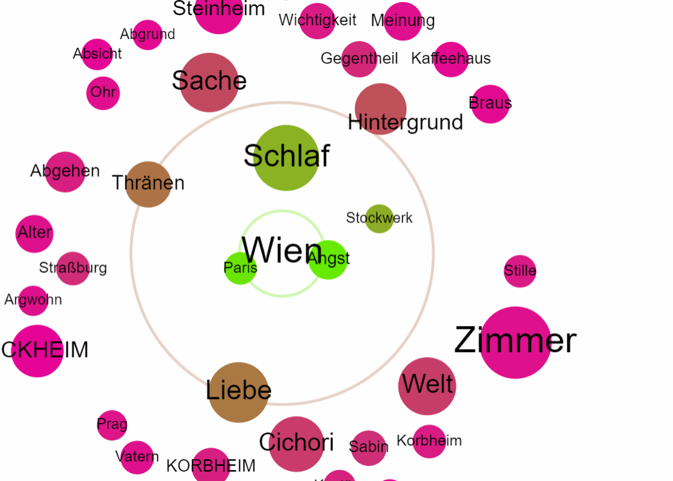 Steinheim
Wichtigkeit
Meinung
Abgrund
Absicht
Gegentheil
Kaffeehaus
Sache
Ohr
Braus
Hintergrund
Schlaf
Abgehen
Thränen
Stockwerk
Alter
Wien
Angst
Paris
Straßburg
Stille
Argwohn
CKHEIM
Zimmer
Liebe
Welt
Prag
Cichori
Korbheim
Sabin
Vatern
KORBHEIM